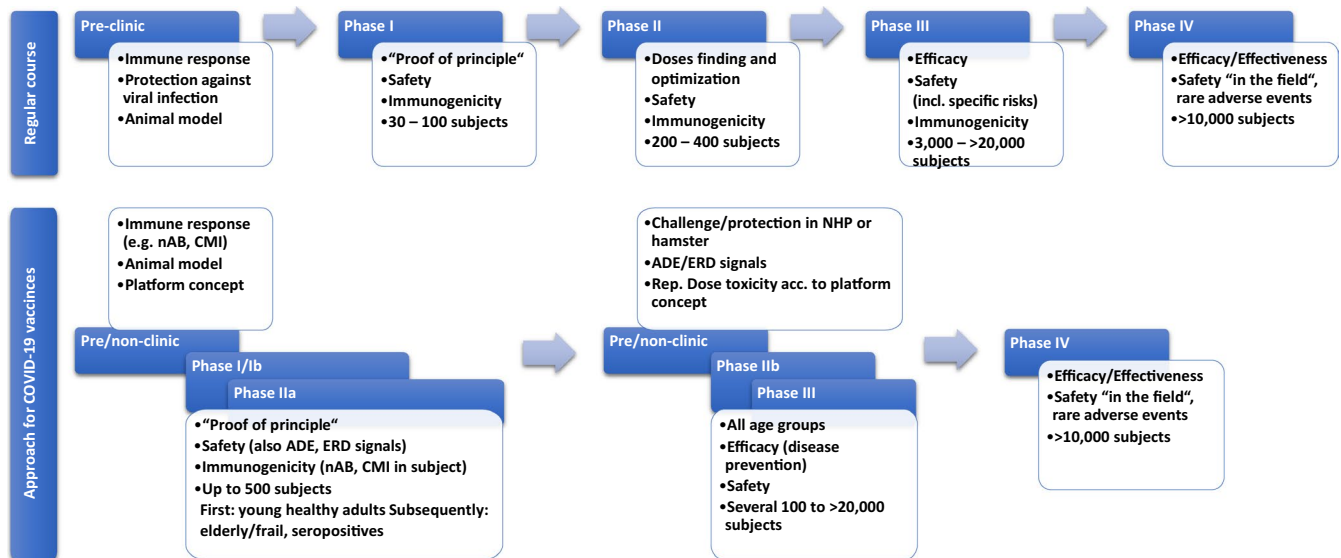 Regular course
Pre-clinic
•Immune response
•Protection against
viral infection
•Animal model
Phase I
•“Proof of principle“
•Safety
•Immunogenicity
•30 – 100 subjects
Phase II
•Doses finding and
optimization
•Safety
•Immunogenicity
•200 – 400 subjects
Phase III
•Efficacy
•Safety
(incl. specific risks)
•Immunogenicity
•3,000 – >20,000
subjects
Phase IV
•Efficacy/Effectiveness
•Safety “in the field“,
rare adverse events
•>10,000 subjects
Approach for COVID-19 vaccinces
•Immune response
(e.g. nAB, CMI)
•Animal model
•Platform concept
Pre/non-clinic
Phase I/Ib
Phase IIa
•“Proof of principle“
•Safety (also ADE, ERD signals)
•Immunogenicity (nAB, CMI in subject)
•Up to 500 subjects
First: young healthy adults Subsequently:
elderly/frail, seropositives
•Challenge/protection in NHP or
hamster
•ADE/ERD signals
•Rep. Dose toxicity acc. to platform
concept
Pre/non-clinic
Phase IIb
Phase III
•All age groups
•Efficacy (disease
prevention)
•Safety
•Several 100 to >20,000
subjects
Phase IV
•Efficacy/Effectiveness
•Safety “in the field“,
rare adverse events
•>10,000 subjects